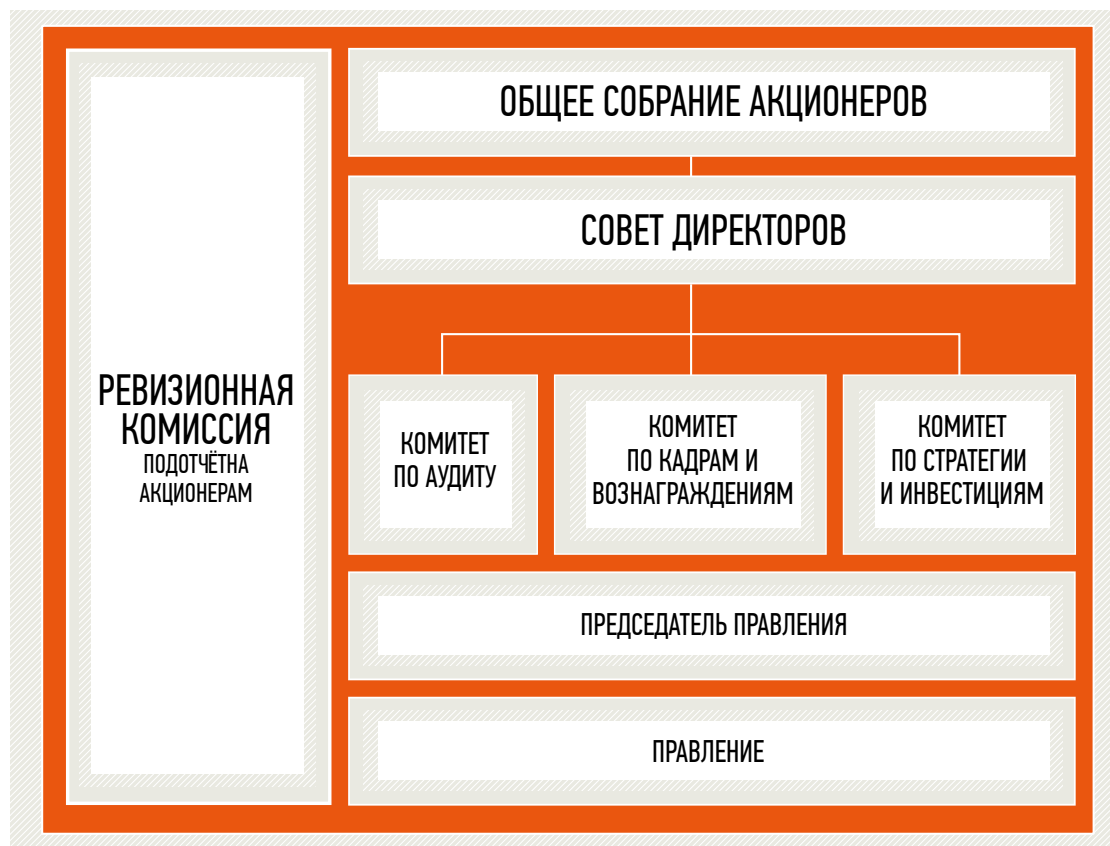 ОБЩЕЕ СОБРАНИЕ АКЦИОНЕРОВ
СОВЕТ ДИРЕКТОРОВ
РЕВИЗИОННАЯ
КОМИССИЯ
ПОДОТЧЁТНА
АКЦИОНЕРАМ
КОМИТЕТ
ПО АУДИТУ
КОМИТЕТ
ПО КАДРАМ И
ВОЗНАГРАЖДЕНИЯМ
КОМИТЕТ
ПО СТРАТЕГИИ
И ИНВЕСТИЦИЯМ
ПРЕДСЕДАТЕЛЬ ПРАВЛЕНИЯ
ПРАВЛЕНИЕ